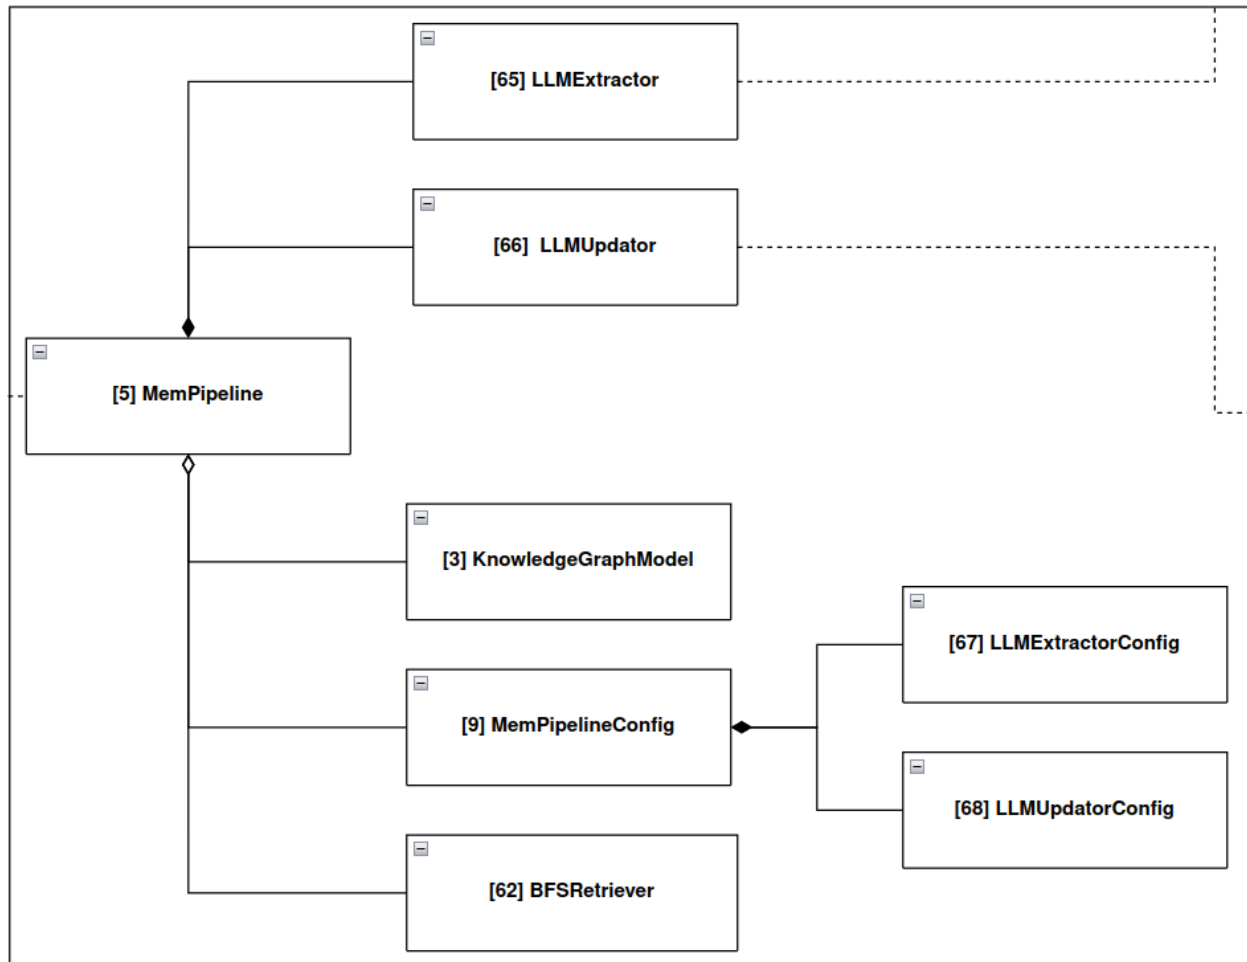 [65] LLMExtractor
[66] LLMUpdator
[5] MemPipeline
[3] KnowledgeGraphModel
[67] LLMExtractorConfig
[9] MemPipelineConfig
[68] LLMUpdatorConfig
[62] BFSRetriever